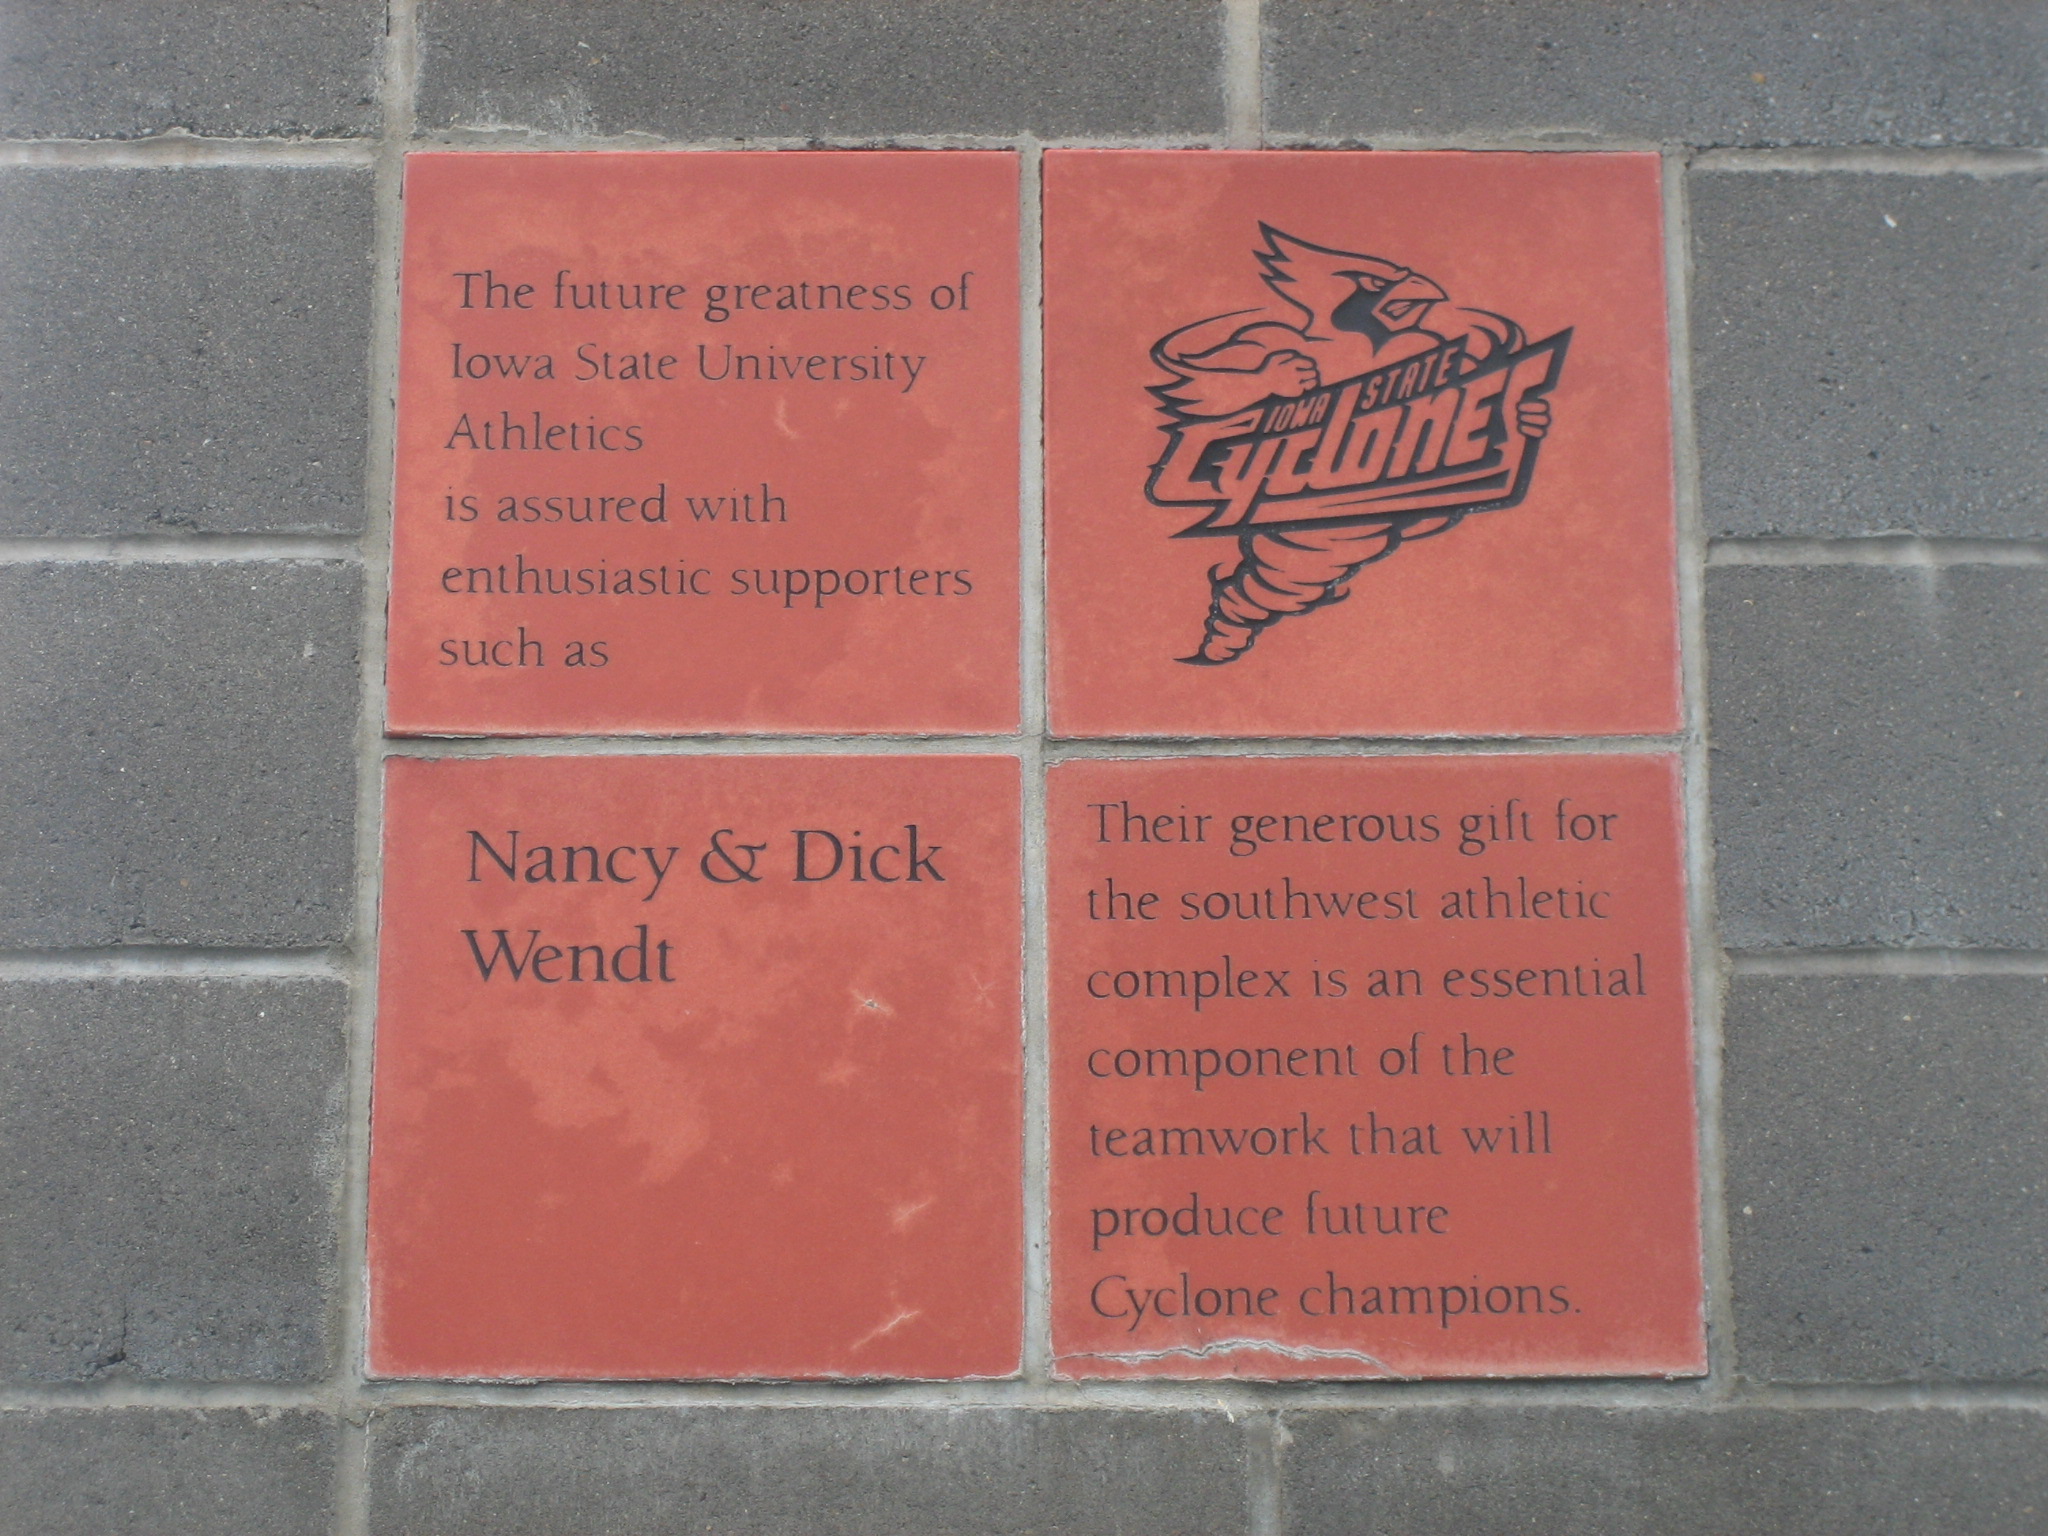 The future greatness of
Iowa State University
Athletics
is assured with
enthusiastic supporters
such as
IOWA STATE
Cyclones
Nancy & Dick
Wendt
Their generous gift for
the southwest athletic
complex is an essential
component of the
teamwork that will
produce future
Cyclone champions.